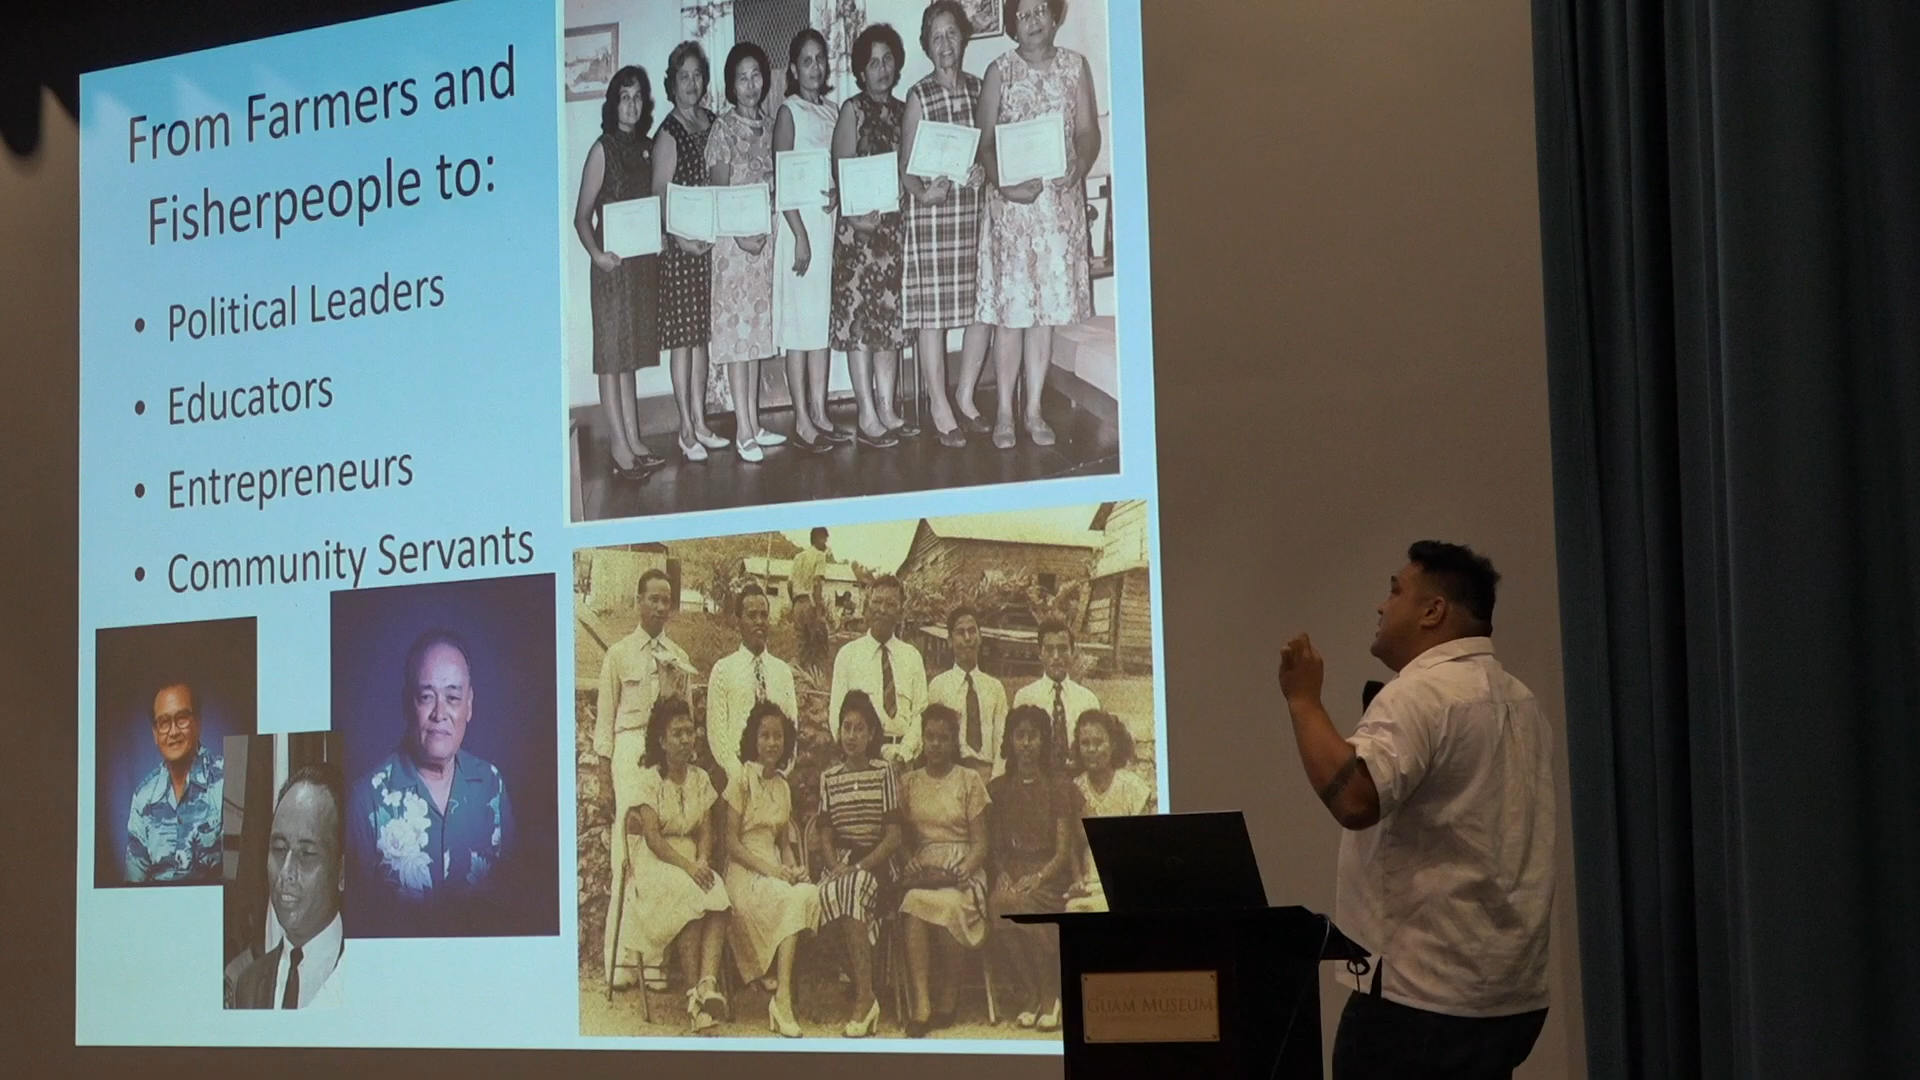 From Farmers and
Fisherpeople to:
• Political Leaders
• Educators
• Entrepreneurs
• Community Servants
GUAM MUSEUM